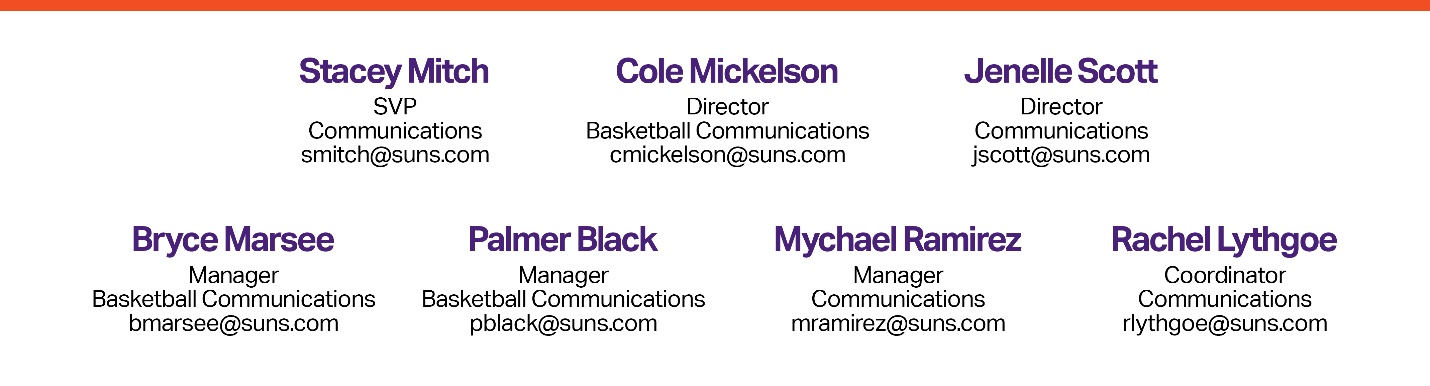 Stacey Mitch
SVP
Communications
smitch@suns.com
Cole Mickelson
Director
Basketball Communications
cmickelson@suns.com
Jenelle Scott
Director
Communications
jscott@suns.com
Bryce Marsee
Manager
Basketball Communications
bmarsee@suns.com
Palmer Black
Manager
Basketball Communications
pblack@suns.com
Mychael Ramirez
Manager
Communications
mramirez@suns.com
Rachel Lythgoe
Coordinator
Communications
rlythgoe@suns.com